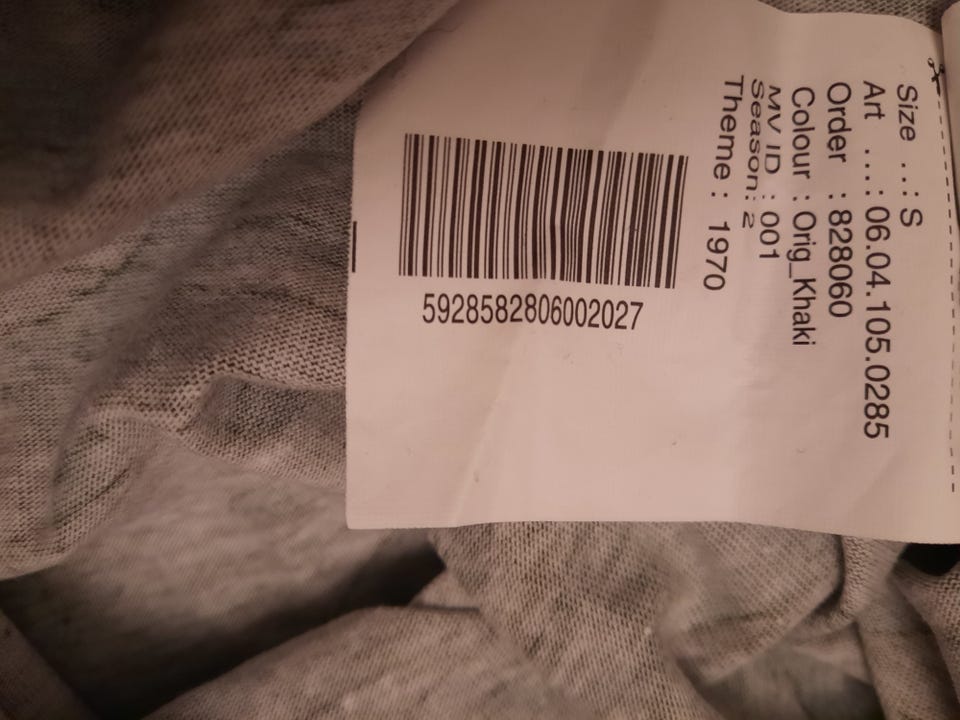 Size ..: S
Art ....: 06.04.105.0285
Order : 828060
Colour : Orig_Khaki
MV ID : 001
Season: 2
Theme : 1970
5928582806002027